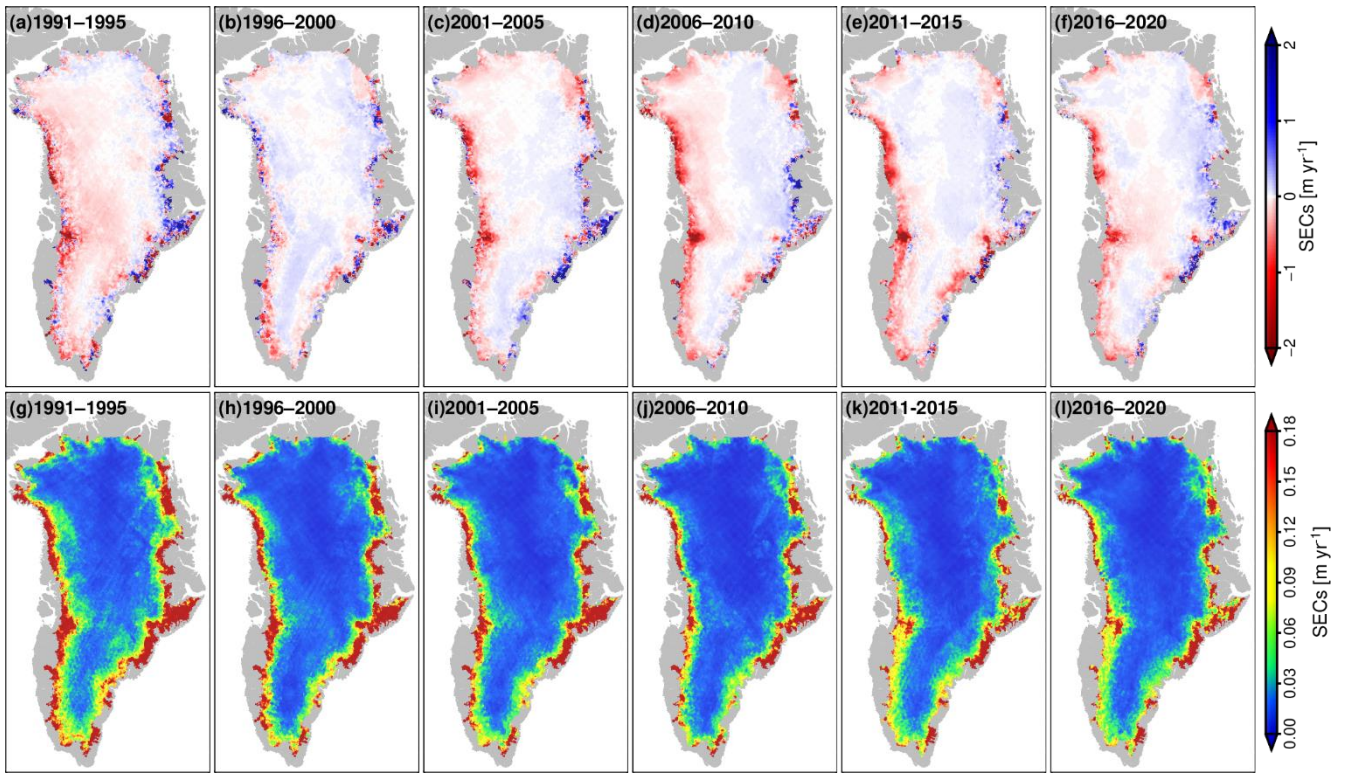 (a)1991–1995
(b)1996–2000
(c)2001–2005
(d)2006–2010
(e)2011–2015
(f)2016–2020
2
1
0
−1
−2
SECs [m yr⁻¹]
(g)1991–1995
(h)1996–2000
(i)2001–2005
(j)2006–2010
(k)2011-2015
(l)2016–2020
0.18
0.15
0.12
0.09
0.06
0.03
0.00
SECs [m yr⁻¹]